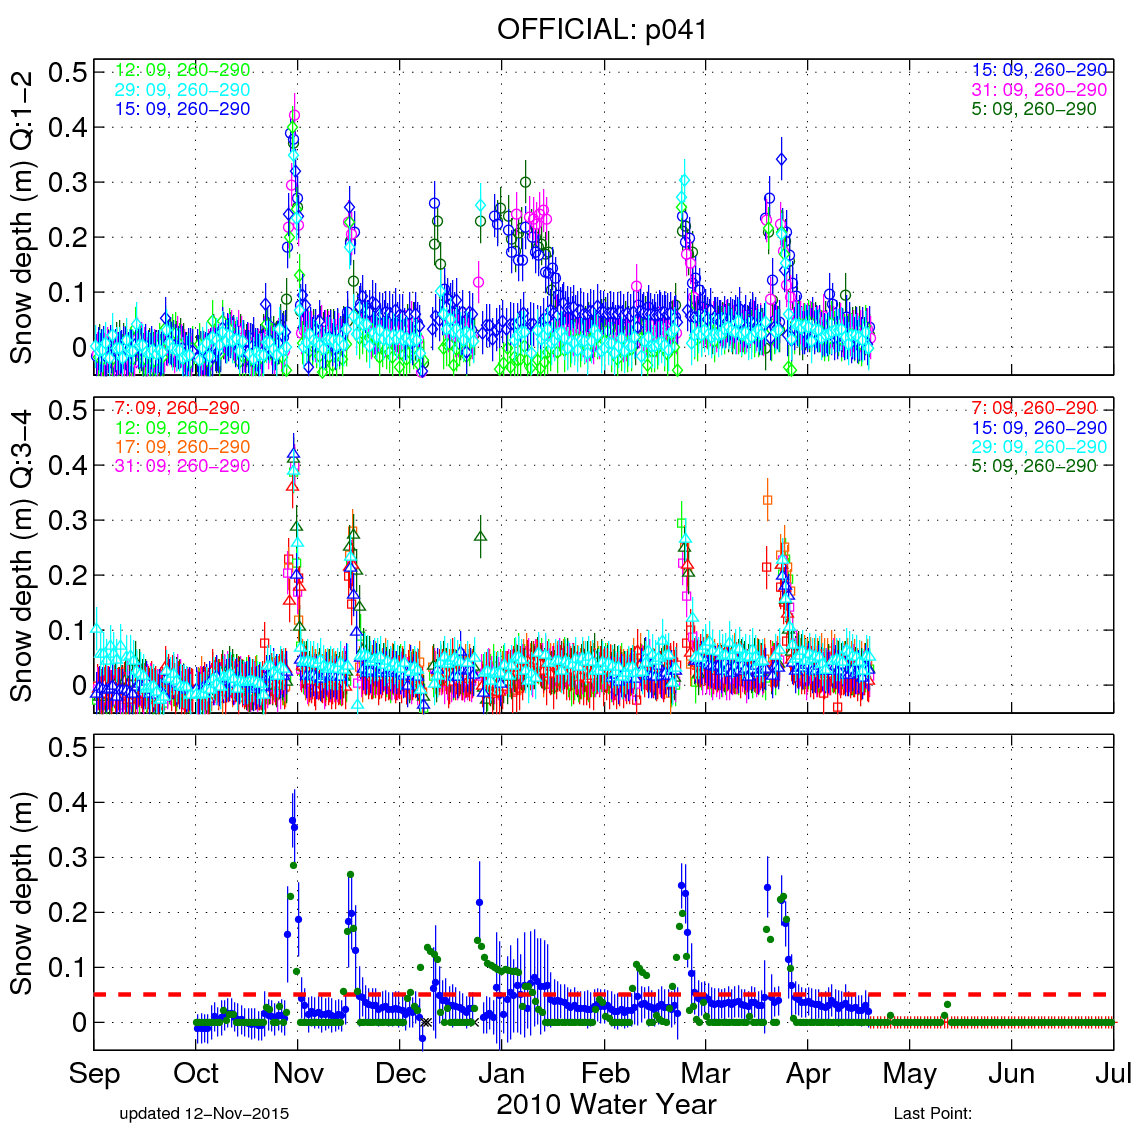 OFFICIAL: p041
Snow depth (m) Q:1−2
0.5
0.4
0.3
0.2
0.1
0
12: 09, 260−290
29: 09, 260−290
15: 09, 260−290
15: 09, 260−290
31: 09, 260−290
5: 09, 260−290
Snow depth (m) Q:3−4
0.5
0.4
0.3
0.2
0.1
0
7: 09, 260−290
12: 09, 260−290
17: 09, 260−290
31: 09, 260−290
7: 09, 260−290
15: 09, 260−290
29: 09, 260−290
5: 09, 260−290
Snow depth (m)
0.5
0.4
0.3
0.2
0.1
0
Sep Oct Nov Dec Jan Feb Mar Apr May Jun Jul
2010 Water Year
updated 12−Nov−2015
Last Point: